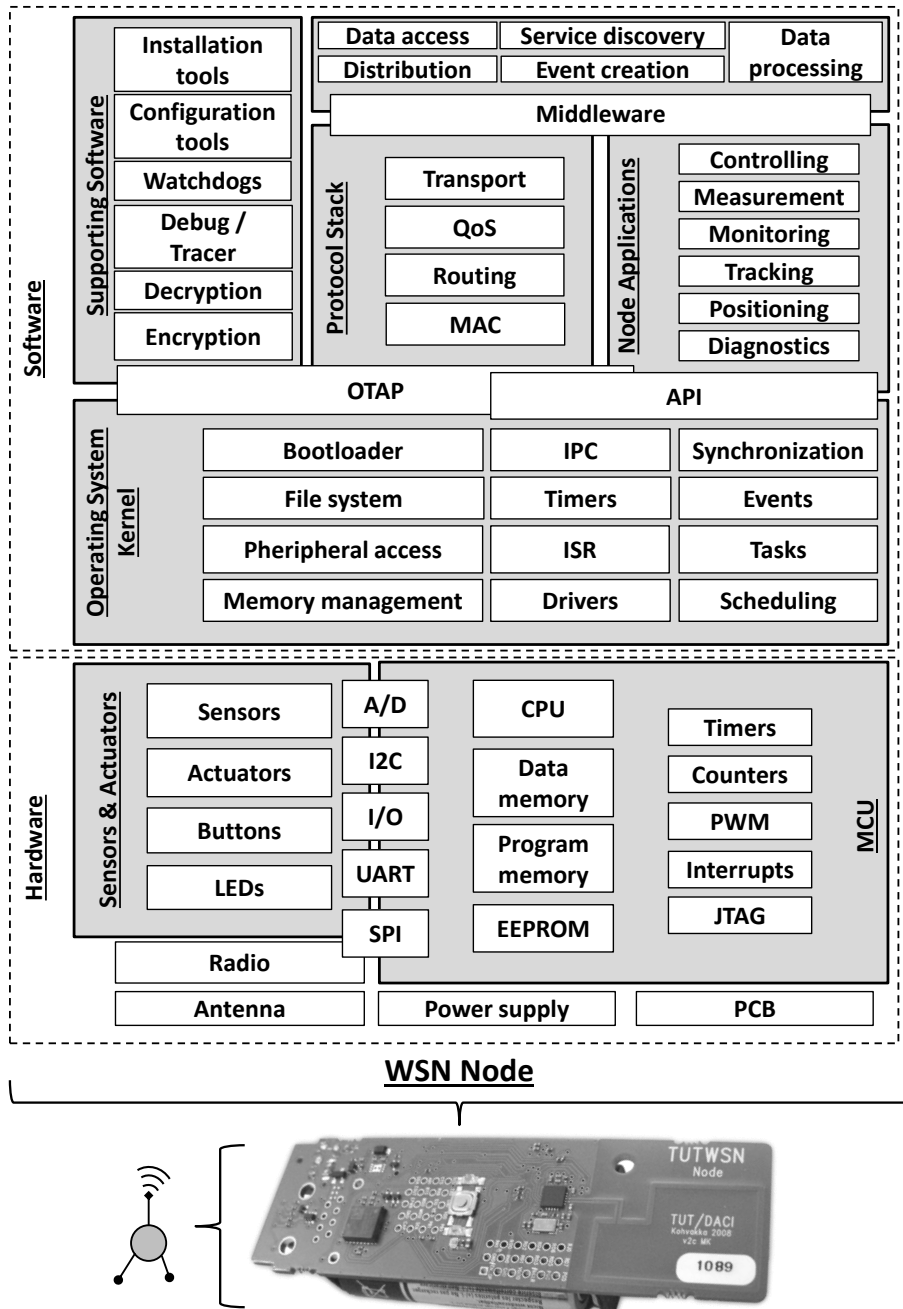 Software
Supporting Software
Installation
tools
Configuration
tools
Watchdogs
Debug /
Tracer
Decryption
Encryption
Data access
Service discovery
Data
processing
Distribution
Event creation
Middleware
Protocol Stack
Transport
QoS
Routing
MAC
Node Applications
Controlling
Measurement
Monitoring
Tracking
Positioning
Diagnostics
OTAP
API
Operating System
Kernel
Bootloader
IPC
Synchronization
File system
Timers
Events
Pheripheral access
ISR
Tasks
Memory management
Drivers
Scheduling
Hardware
Sensors & Actuators
Sensors
Actuators
Buttons
LEDs
A/D
I2C
I/O
UART
SPI
CPU
Data
memory
Program
memory
EEPROM
Timers
Counters
PWM
Interrupts
JTAG
MCU
Radio
Antenna
Power supply
PCB
WSN Node
TUTWSN
Node
TUT/DACI
Kohvakka 2008
v2c MK
1089